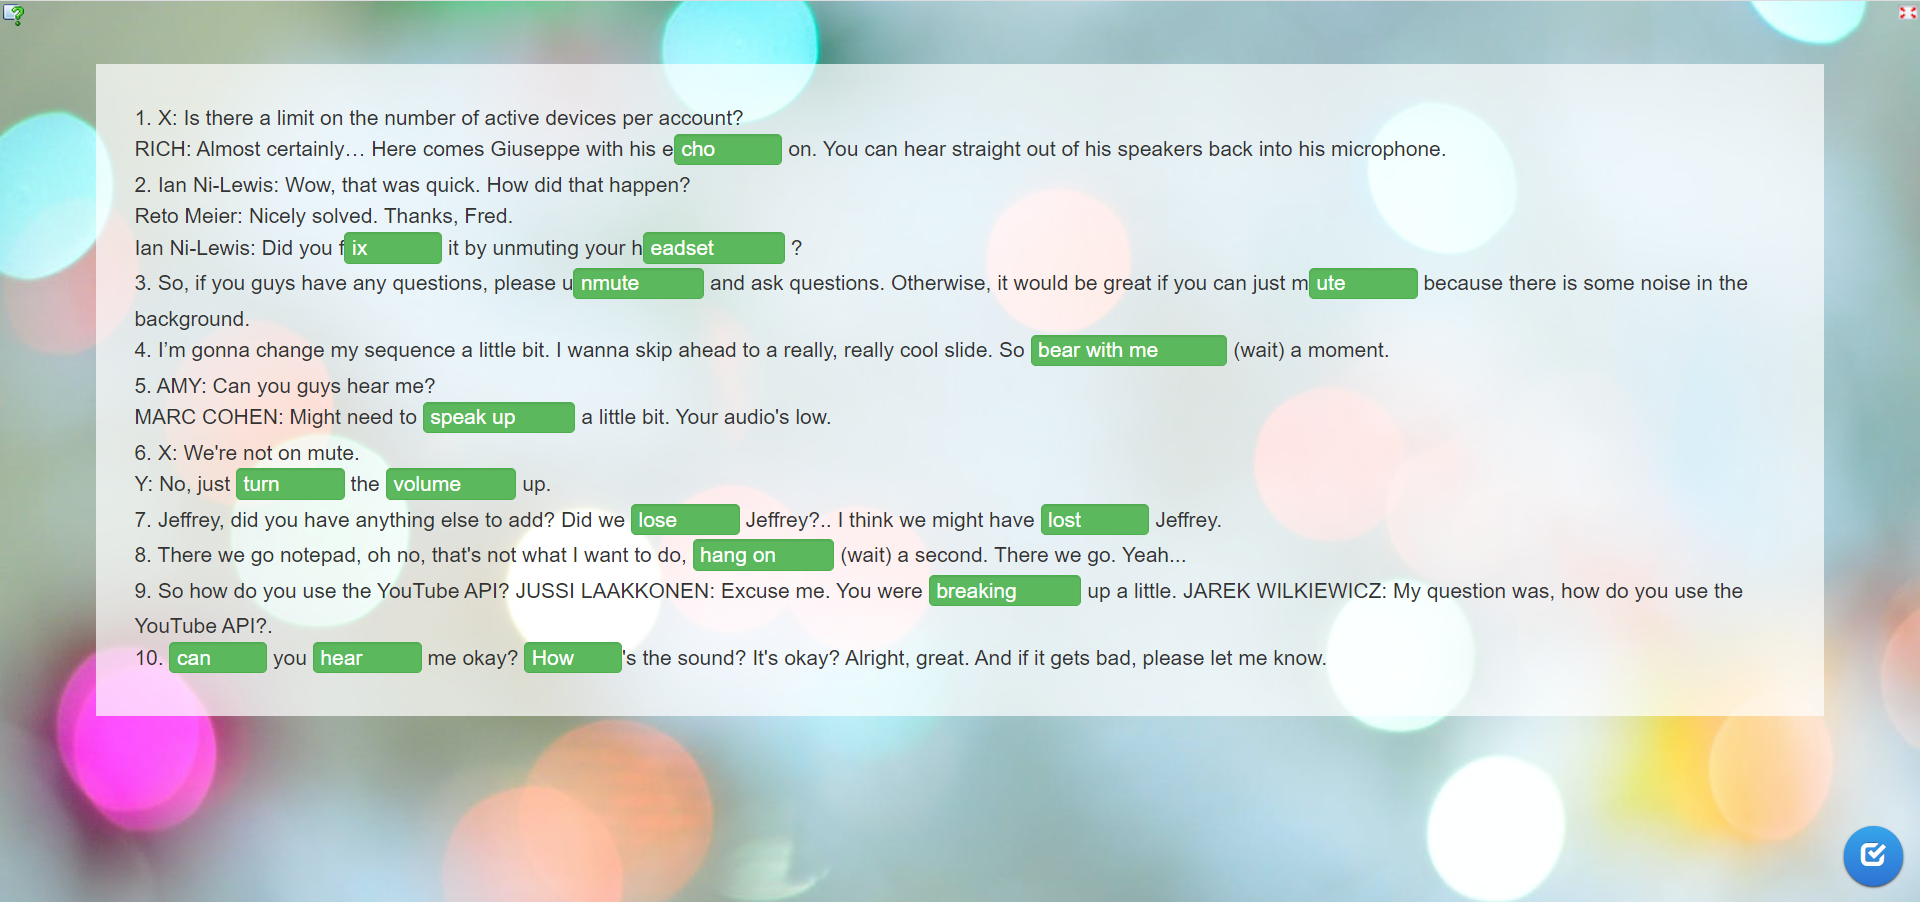 1. X: Is there a limit on the number of active devices per account?
RICH: Almost certainly… Here comes Giuseppe with his echo on. You can hear straight out of his speakers back into his microphone.
2. Ian Ni-Lewis: Wow, that was quick. How did that happen?
Reto Meier: Nicely solved. Thanks, Fred.
Ian Ni-Lewis: Did you fix it by unmuting your headset ?
3. So, if you guys have any questions, please unmute and ask questions. Otherwise, it would be great if you can just mute because there is some noise in the
background.
4. I’m gonna change my sequence a little bit. I wanna skip ahead to a really, really cool slide. So bear with me (wait) a moment.
5. AMY: Can you guys hear me?
MARC COHEN: Might need to speak up a little bit. Your audio's low.
6. X: We're not on mute.
Y: No, just turn the volume up.
7. Jeffrey, did you have anything else to add? Did we lose Jeffrey?.. I think we might have lost Jeffrey.
8. There we go notepad, oh no, that's not what I want to do, hang on (wait) a second. There we go. Yeah...
9. So how do you use the YouTube API? JUSSI LAAKKONEN: Excuse me. You were breaking up a little. JAREK WILKIEWICZ: My question was, how do you use the
YouTube API?.
10. can you hear me okay? How's the sound? It's okay? Alright, great. And if it gets bad, please let me know.